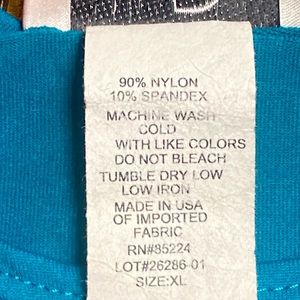 90% NYLON
10% SPANDEX
MACHINE WASH
COLD
WITH LIKE COLORS
DO NOT BLEACH
TUMBLE DRY LOW
LOW IRON
MADE IN USA
OF IMPORTED
FABRIC
RN#85224
LOT#26286-01
SIZE:XL